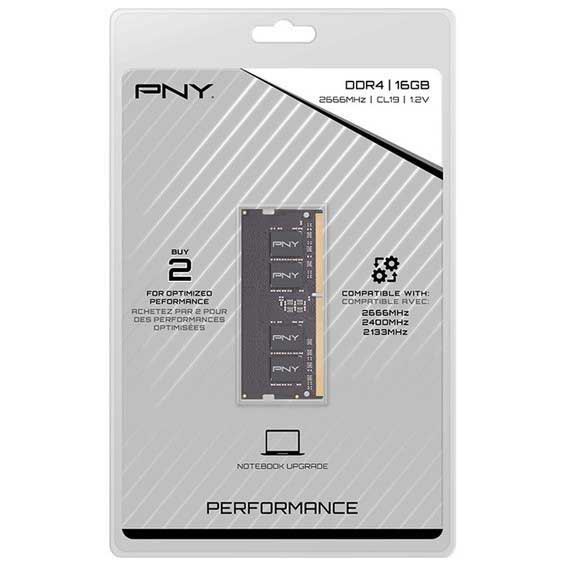 PNY.
DDR4 | 16GB
2666MHz | CL19 | 1.2V
BUY
2
FOR OPTIMIZED
PEFORMANCE
ACHETEZ PAR 2 POUR
DES PERFORMANCES
OPTIMISÉES
PNY
PNY
PNY
PNY
COMPATIBLE WITH:
COMPATIBLE AVEC:
2666MHz
2400MHz
2133MHz
NOTEBOOK UPGRADE
PERFORMANCE